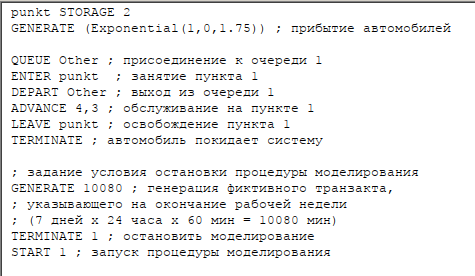 punkt STORAGE 2
GENERATE (Exponential(1,0,1.75)) ; прибытие автомобилей
QUEUE Other ; присоединение к очереди 1
ENTER punkt ; занятие пункта 1
DEPART Other ; выход из очереди 1
ADVANCE 4,3 ; обслуживание на пункте 1
LEAVE punkt ; освобождение пункта 1
TERMINATE ; автомобиль покидает систему
; задание условия остановки процедуры моделирования
GENERATE 10080 ; генерация фиктивного транзакта,
; указывающего на окончание рабочей недели
; (7 дней х 24 часа х 60 мин = 10080 мин)
TERMINATE 1 ; остановить моделирование
START 1 ; запуск процедуры моделирования